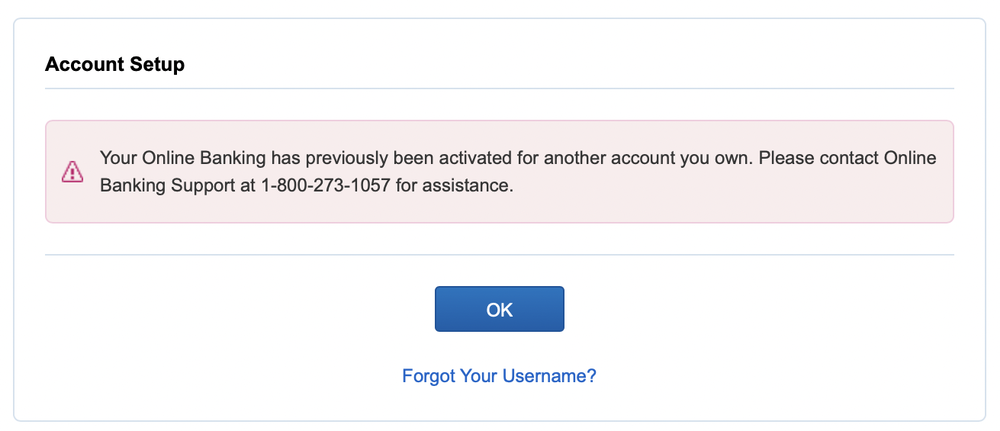 Account Setup
Your Online Banking has previously been activated for another account you own. Please contact Online
Banking Support at 1-800-273-1057 for assistance.
OK
Forgot Your Username?